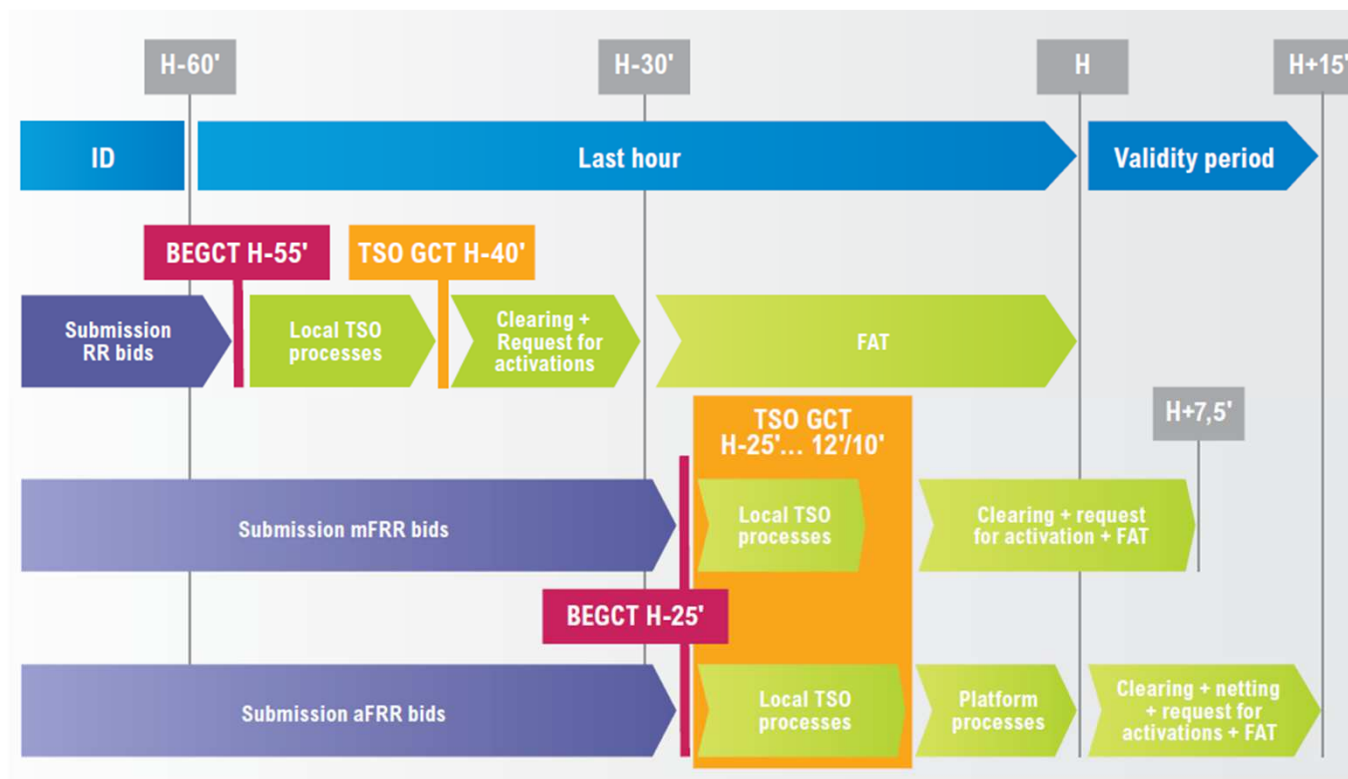 H-60'
H-30'
H
H+15'
ID
Last hour
Validity period
BEGCT H-55'
TSO GCT H-40'
Submission
RR bids
Local TSO
processes
Clearing +
Request for
activations
FAT
TSO GCT
H-25'... 12'/10'
H+7,5'
Submission mFRR bids
Local TSO
processes
Clearing + request
for activation + FAT
BEGCT H-25'
Submission aFRR bids
Local TSO
processes
Platform
processes
Clearing + netting
+ request for
activations + FAT